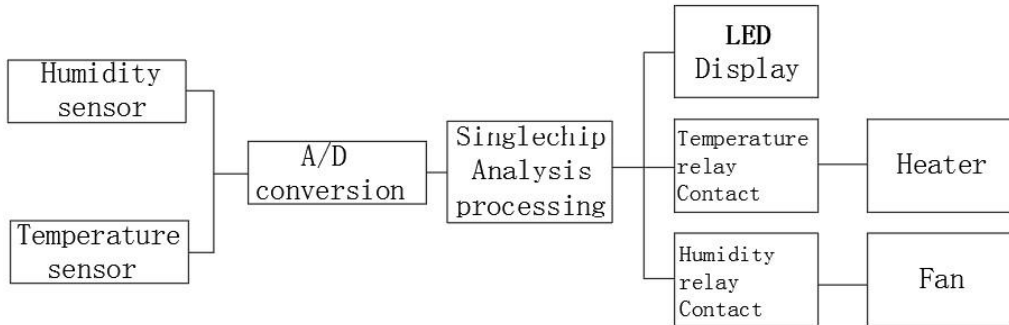 Humidity
sensor
Temperature
sensor
A/D
conversion
Singlechip
Analysis
processing
LED
Display
Temperature
relay
Contact
Heater
Humidity
relay
Contact
Fan